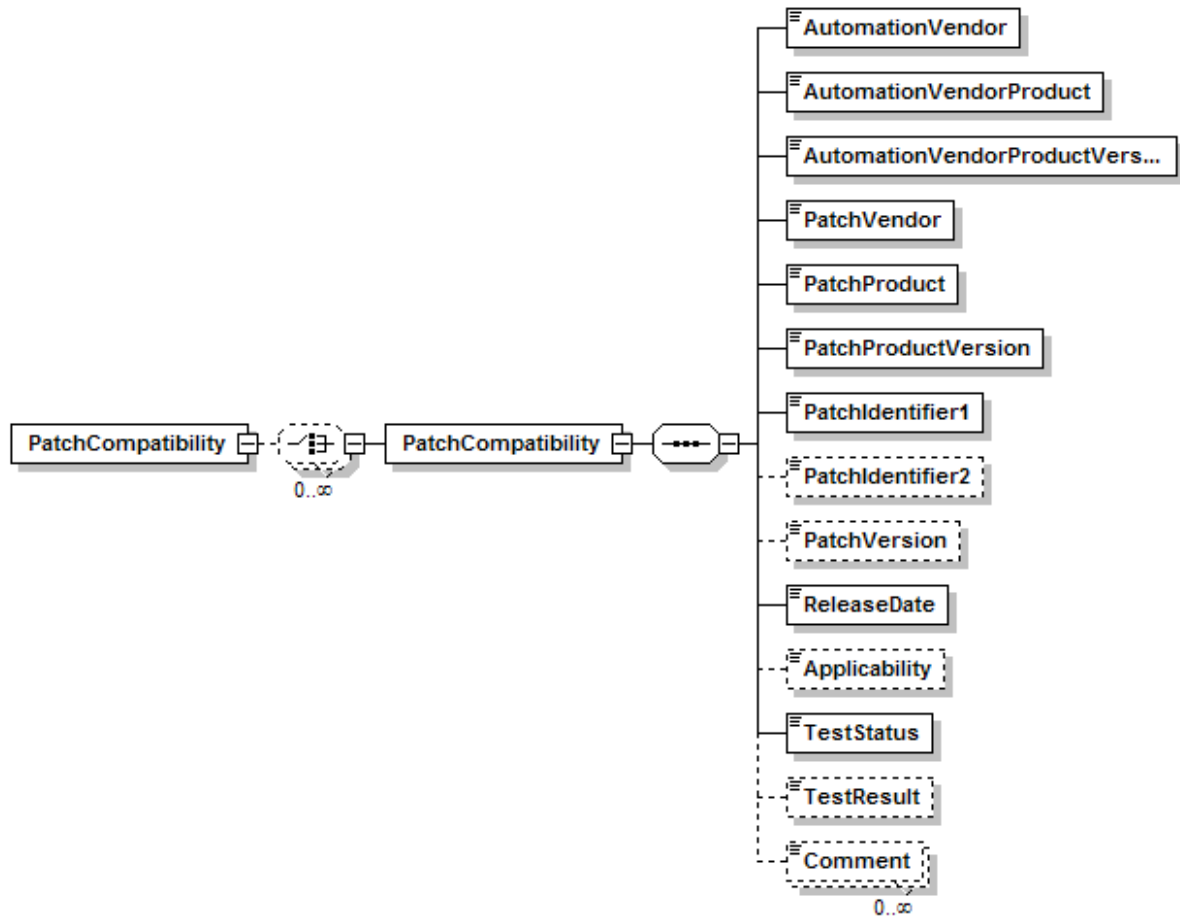 AutomationVendor
AutomationVendorProduct
AutomationVendorProductVers...
PatchVendor
PatchProduct
PatchProductVersion
PatchIdentifier1
PatchCompatibility
PatchCompatibility
0..∞
PatchIdentifier2
PatchVersion
ReleaseDate
Applicability
TestStatus
TestResult
Comment
0..∞